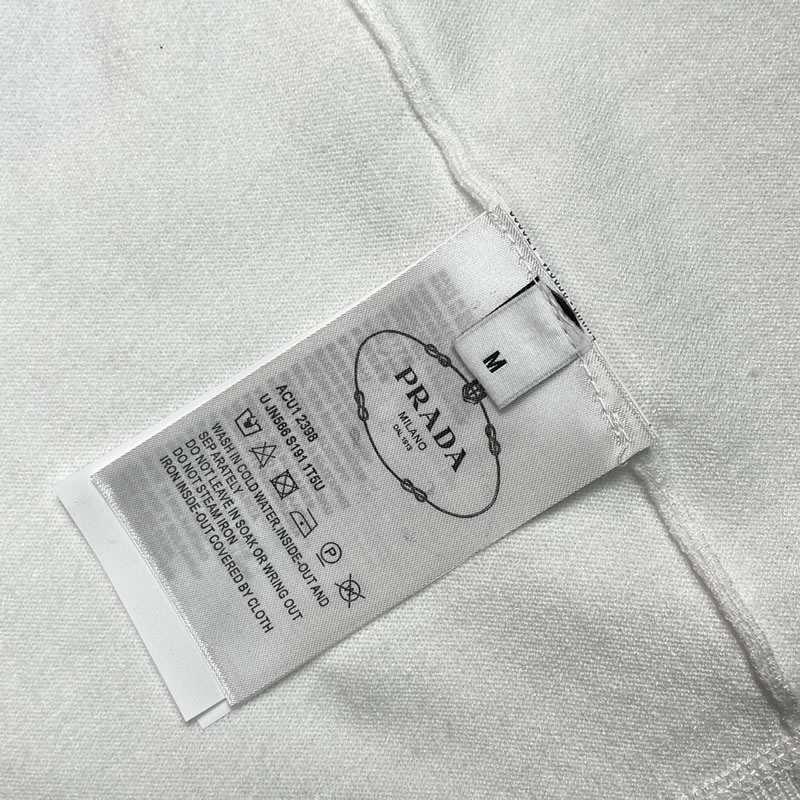 M
PRADA
MILANO
DAL 1913
ACU1 2398
UJN566 S191 1T5U
P
WASH IN COLD WATER,INSIDE-OUT AND
SEPARATELY
DO NOT LEAVE IN SOAK OR WRING OUT
DO NOT STEAM IRON
IRON INSDE-OUT COVERED BY CLOTH